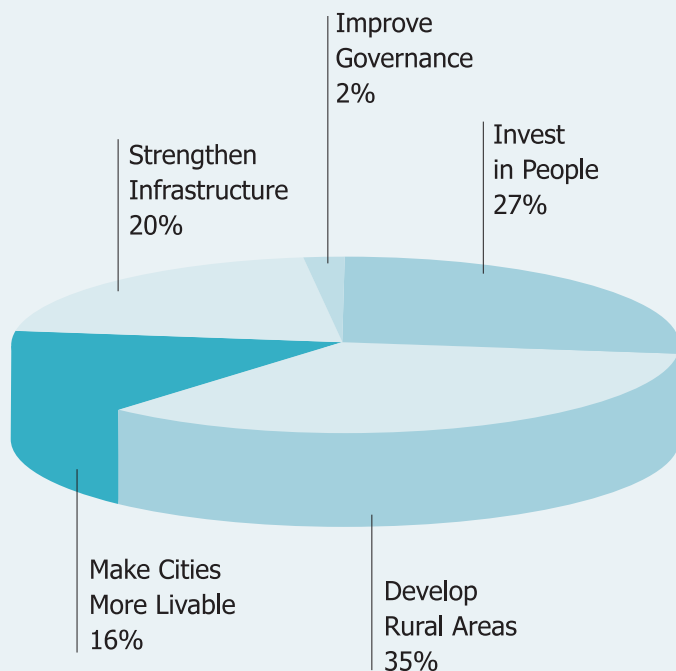 Improve
Governance
2%
Invest
in People
27%
Strengthen
Infrastructure
20%
Make Cities
More Livable
16%
Develop
Rural Areas
35%